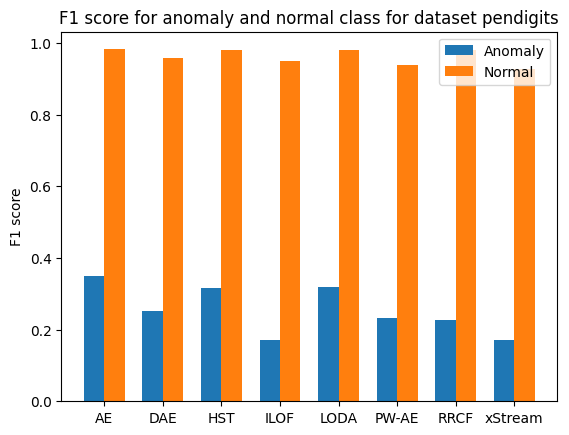 F1 score for anomaly and normal class for dataset pendigits
Anomaly
Normal
F1 score
1.0
0.8
0.6
0.4
0.2
0.0
AE DAE HST ILOF LODA PW-AE RRCF xStream